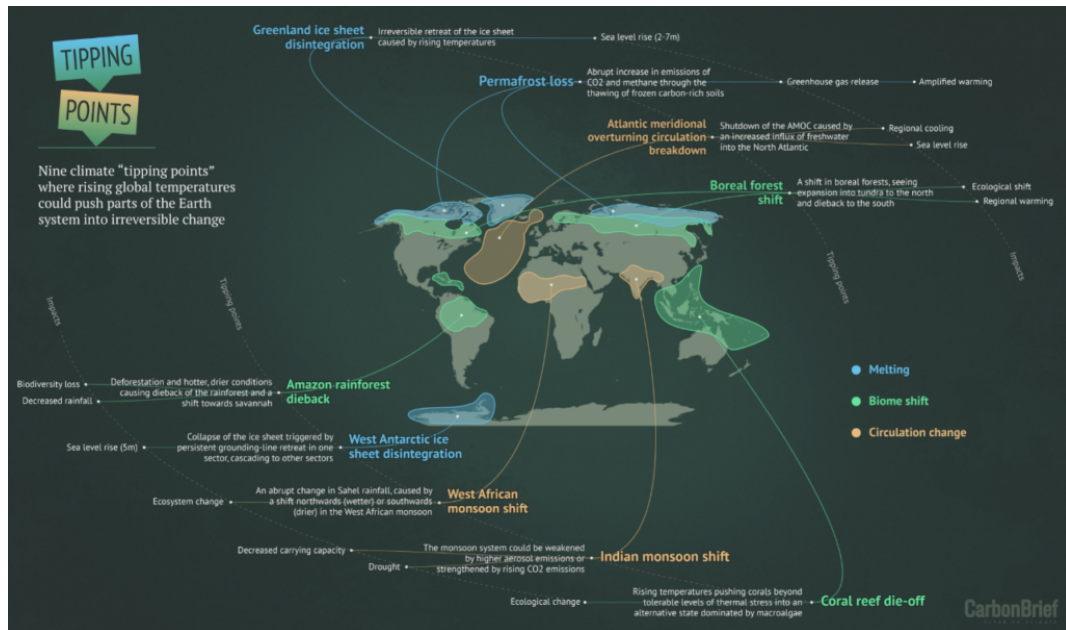 TIPPING
POINTS
Nine climate “tipping points”
where rising global temperatures
could push parts of the Earth
system into irreversible change
Greenland ice sheet
disintegration
Irreversible retreat of the ice sheet
caused by rising temperatures
Sea level rise (2-7m)
Permafrost loss
Abrupt increase in emissions of
CO2 and methane through the
thawing of frozen carbon-rich soils
Greenhouse gas release
Amplified warming
Atlantic meridional
overturning circulation
breakdown
Shutdown of the AMOC caused by
an increased influx of freshwater
into the North Atlantic
Regional cooling
Sea level rise
Boreal forest
shift
A shift in boreal forests, seeing
expansion into tundra to the north
and dieback to the south
Ecological shift
Regional warming
Tipping points
Impacts
Impacts
Tipping points
Biodiversity loss
Decreased rainfall
Deforestation and hotter, drier conditions
causing dieback of the rainforest and a
shift towards savannah
Amazon rainforest
dieback
Melting
Biome shift
Circulation change
Sea level rise (5m)
Collapse of the ice sheet triggered by
persistent grounding-line retreat in one
sector, cascading to other sectors
West Antarctic ice
sheet disintegration
Ecosystem change
An abrupt change in Sahel rainfall, caused by
a shift northwards (wetter) or southwards
(drier) in the West African monsoon
West African
monsoon shift
Decreased carrying capacity
Drought
The monsoon system could be weakened
by higher aerosol emissions or
strengthened by rising CO2 emissions
Indian monsoon shift
Ecological change
Rising temperatures pushing corals beyond
tolerable levels of thermal stress into an
alternative state dominated by macroalgae
Coral reef die-off
CarbonBrief